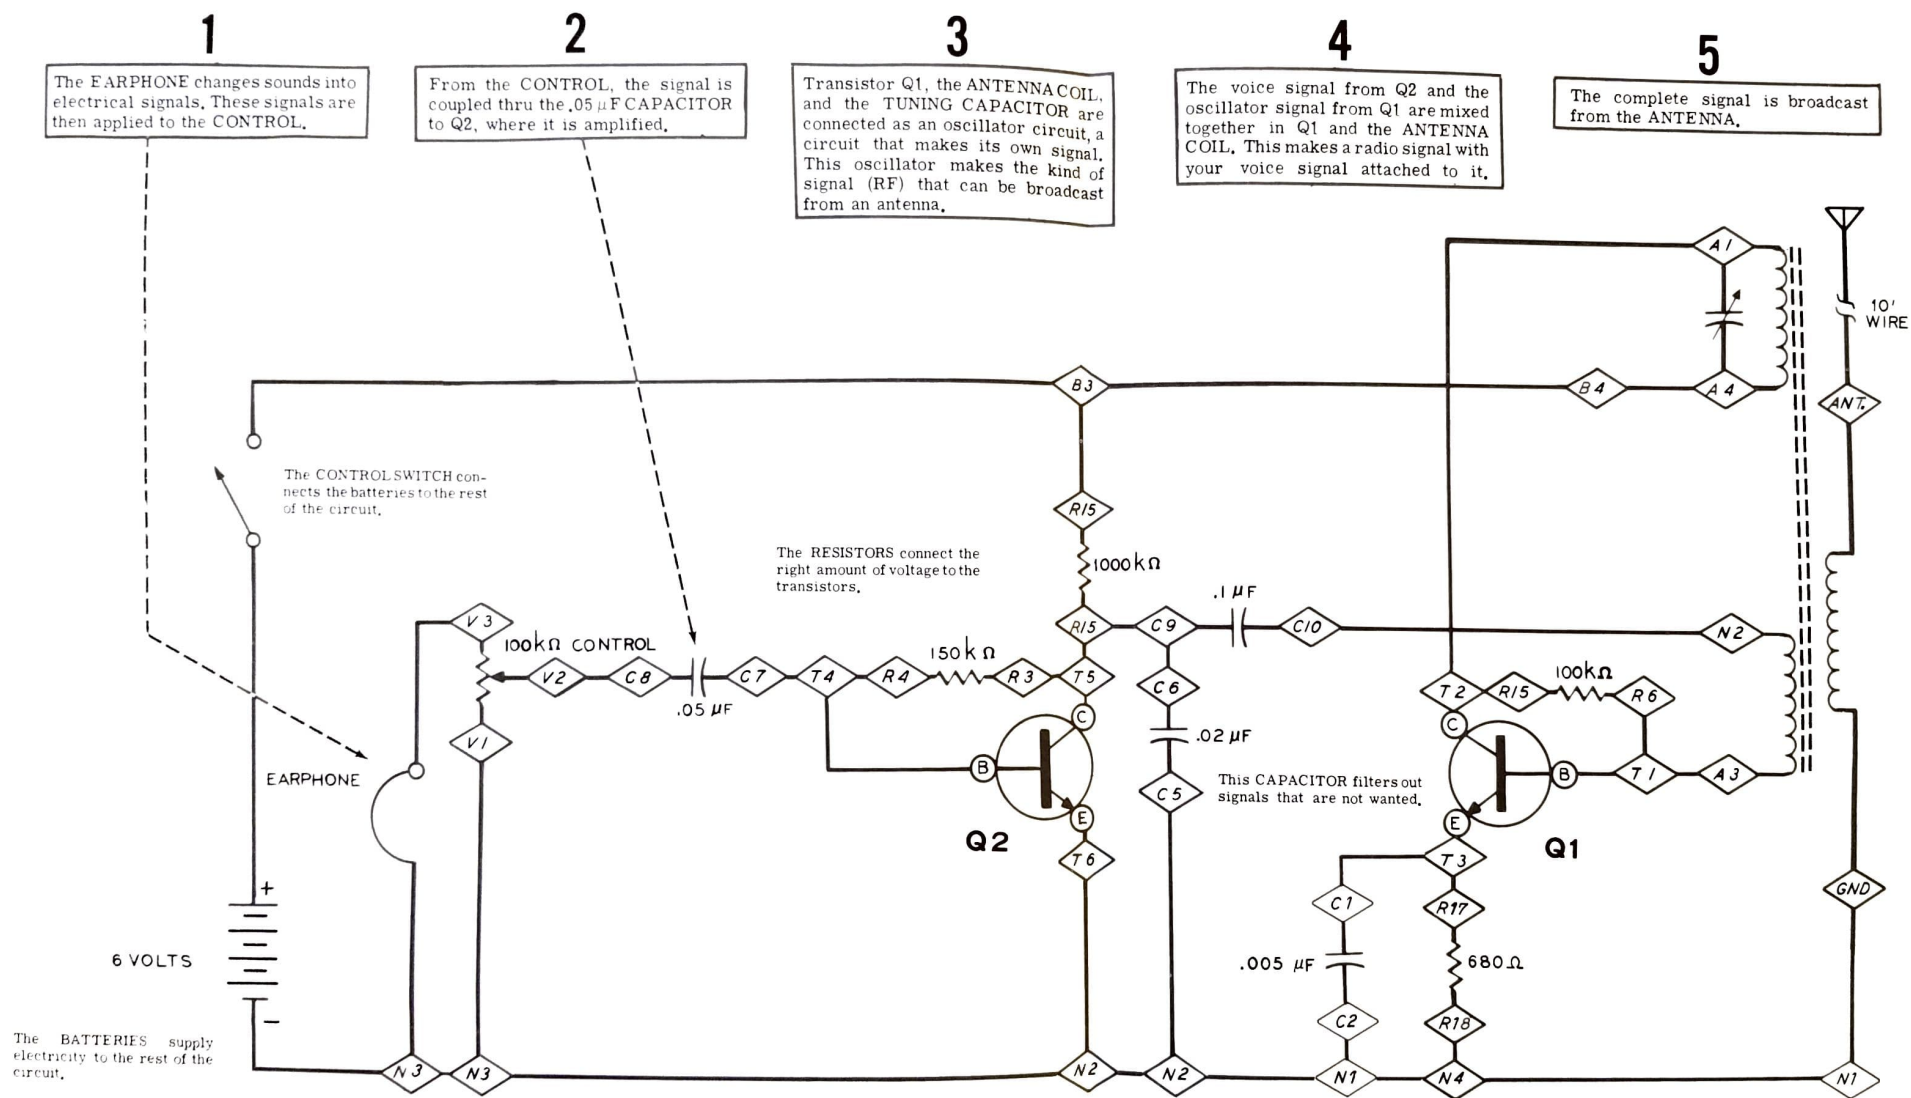 1
The EARPHONE changes sounds into
electrical signals. These signals are
then applied to the CONTROL.
2
From the CONTROL, the signal is
coupled thru the .05 µF CAPACITOR
to Q2, where it is amplified.
3
Transistor Q1, the ANTENNA COIL,
and the TUNING CAPACITOR are
connected as an oscillator circuit, a
circuit that makes its own signal.
This oscillator makes the kind of
signal (RF) that can be broadcast
from an antenna.
4
The voice signal from Q2 and the
oscillator signal from Q1 are mixed
together in Q1 and the ANTENNA
COIL. This makes a radio signal with
your voice signal attached to it.
5
The complete signal is broadcast
from the ANTENNA.
A1
10'
WIRE
B3
B4
A4
ANT.
The CONTROL SWITCH con-
nects the batteries to the rest
of the circuit.
R15
The RESISTORS connect the
right amount of voltage to the
transistors.
1000kΩ
.1 µF
V3
R15
C9
C10
N2
100kΩ CONTROL
V2
C8
.05 µF
C7
T4
R4
150kΩ
R3
T5
C6
T2
R15
100kΩ
R6
V1
C
C
.02 µF
EARPHONE
B
E
Q2
C5
This CAPACITOR filters out
signals that are not wanted.
B
T1
A3
E
Q1
T6
T3
+
6 VOLTS
–
C1
R17
GND
.005 µF
680Ω
C2
R18
The BATTERIES supply
electricity to the rest of the
circuit.
N3
N3
N2
N2
N1
N4
N1